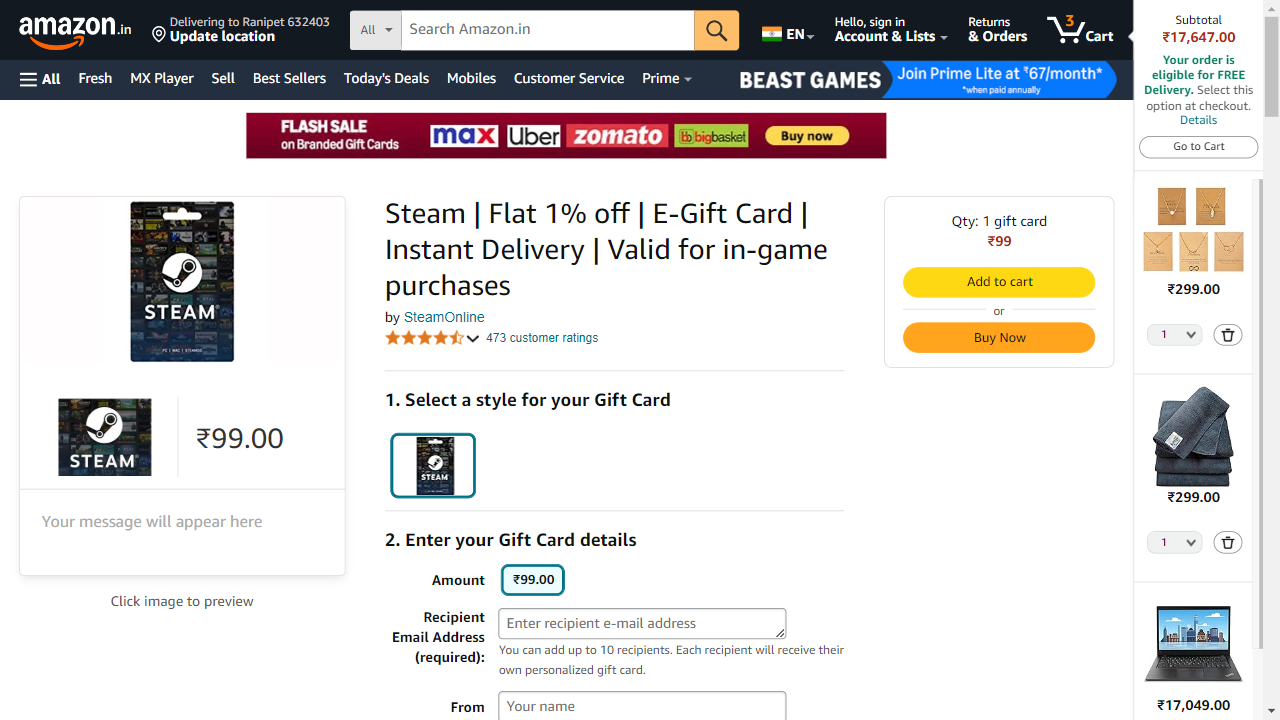 amazon.in
Delivering to Ranipet 632403
Update location
All
Search Amazon.in
EN
Hello, sign in
Account & Lists
Returns
& Orders
3
Cart
All
Fresh
MX Player
Sell
Best Sellers
Today's Deals
Mobiles
Customer Service
Prime
BEAST GAMES
Join Prime Lite at ₹67/month*
*when paid annually
Subtotal
₹17,647.00
Your order is
eligible for FREE
Delivery. Select this
option at checkout.
Details
Go to Cart
FLASH SALE
on Branded Gift Cards
max
Uber
zomato
bb bigbasket
Buy now
STEAM
PC | MAC | STEAMOS
STEAM
₹99.00
Your message will appear here
Click image to preview
Steam | Flat 1% off | E-Gift Card |
Instant Delivery | Valid for in-game
purchases
by SteamOnline
473 customer ratings
1. Select a style for your Gift Card
STEAM
2. Enter your Gift Card details
Amount
₹99.00
Recipient
Email Address
(required):
Enter recipient e-mail address
You can add up to 10 recipients. Each recipient will receive their
own personalized gift card.
From
Your name
Qty: 1 gift card
₹99
Add to cart
or
Buy Now
₹299.00
1
₹299.00
1
₹17,049.00